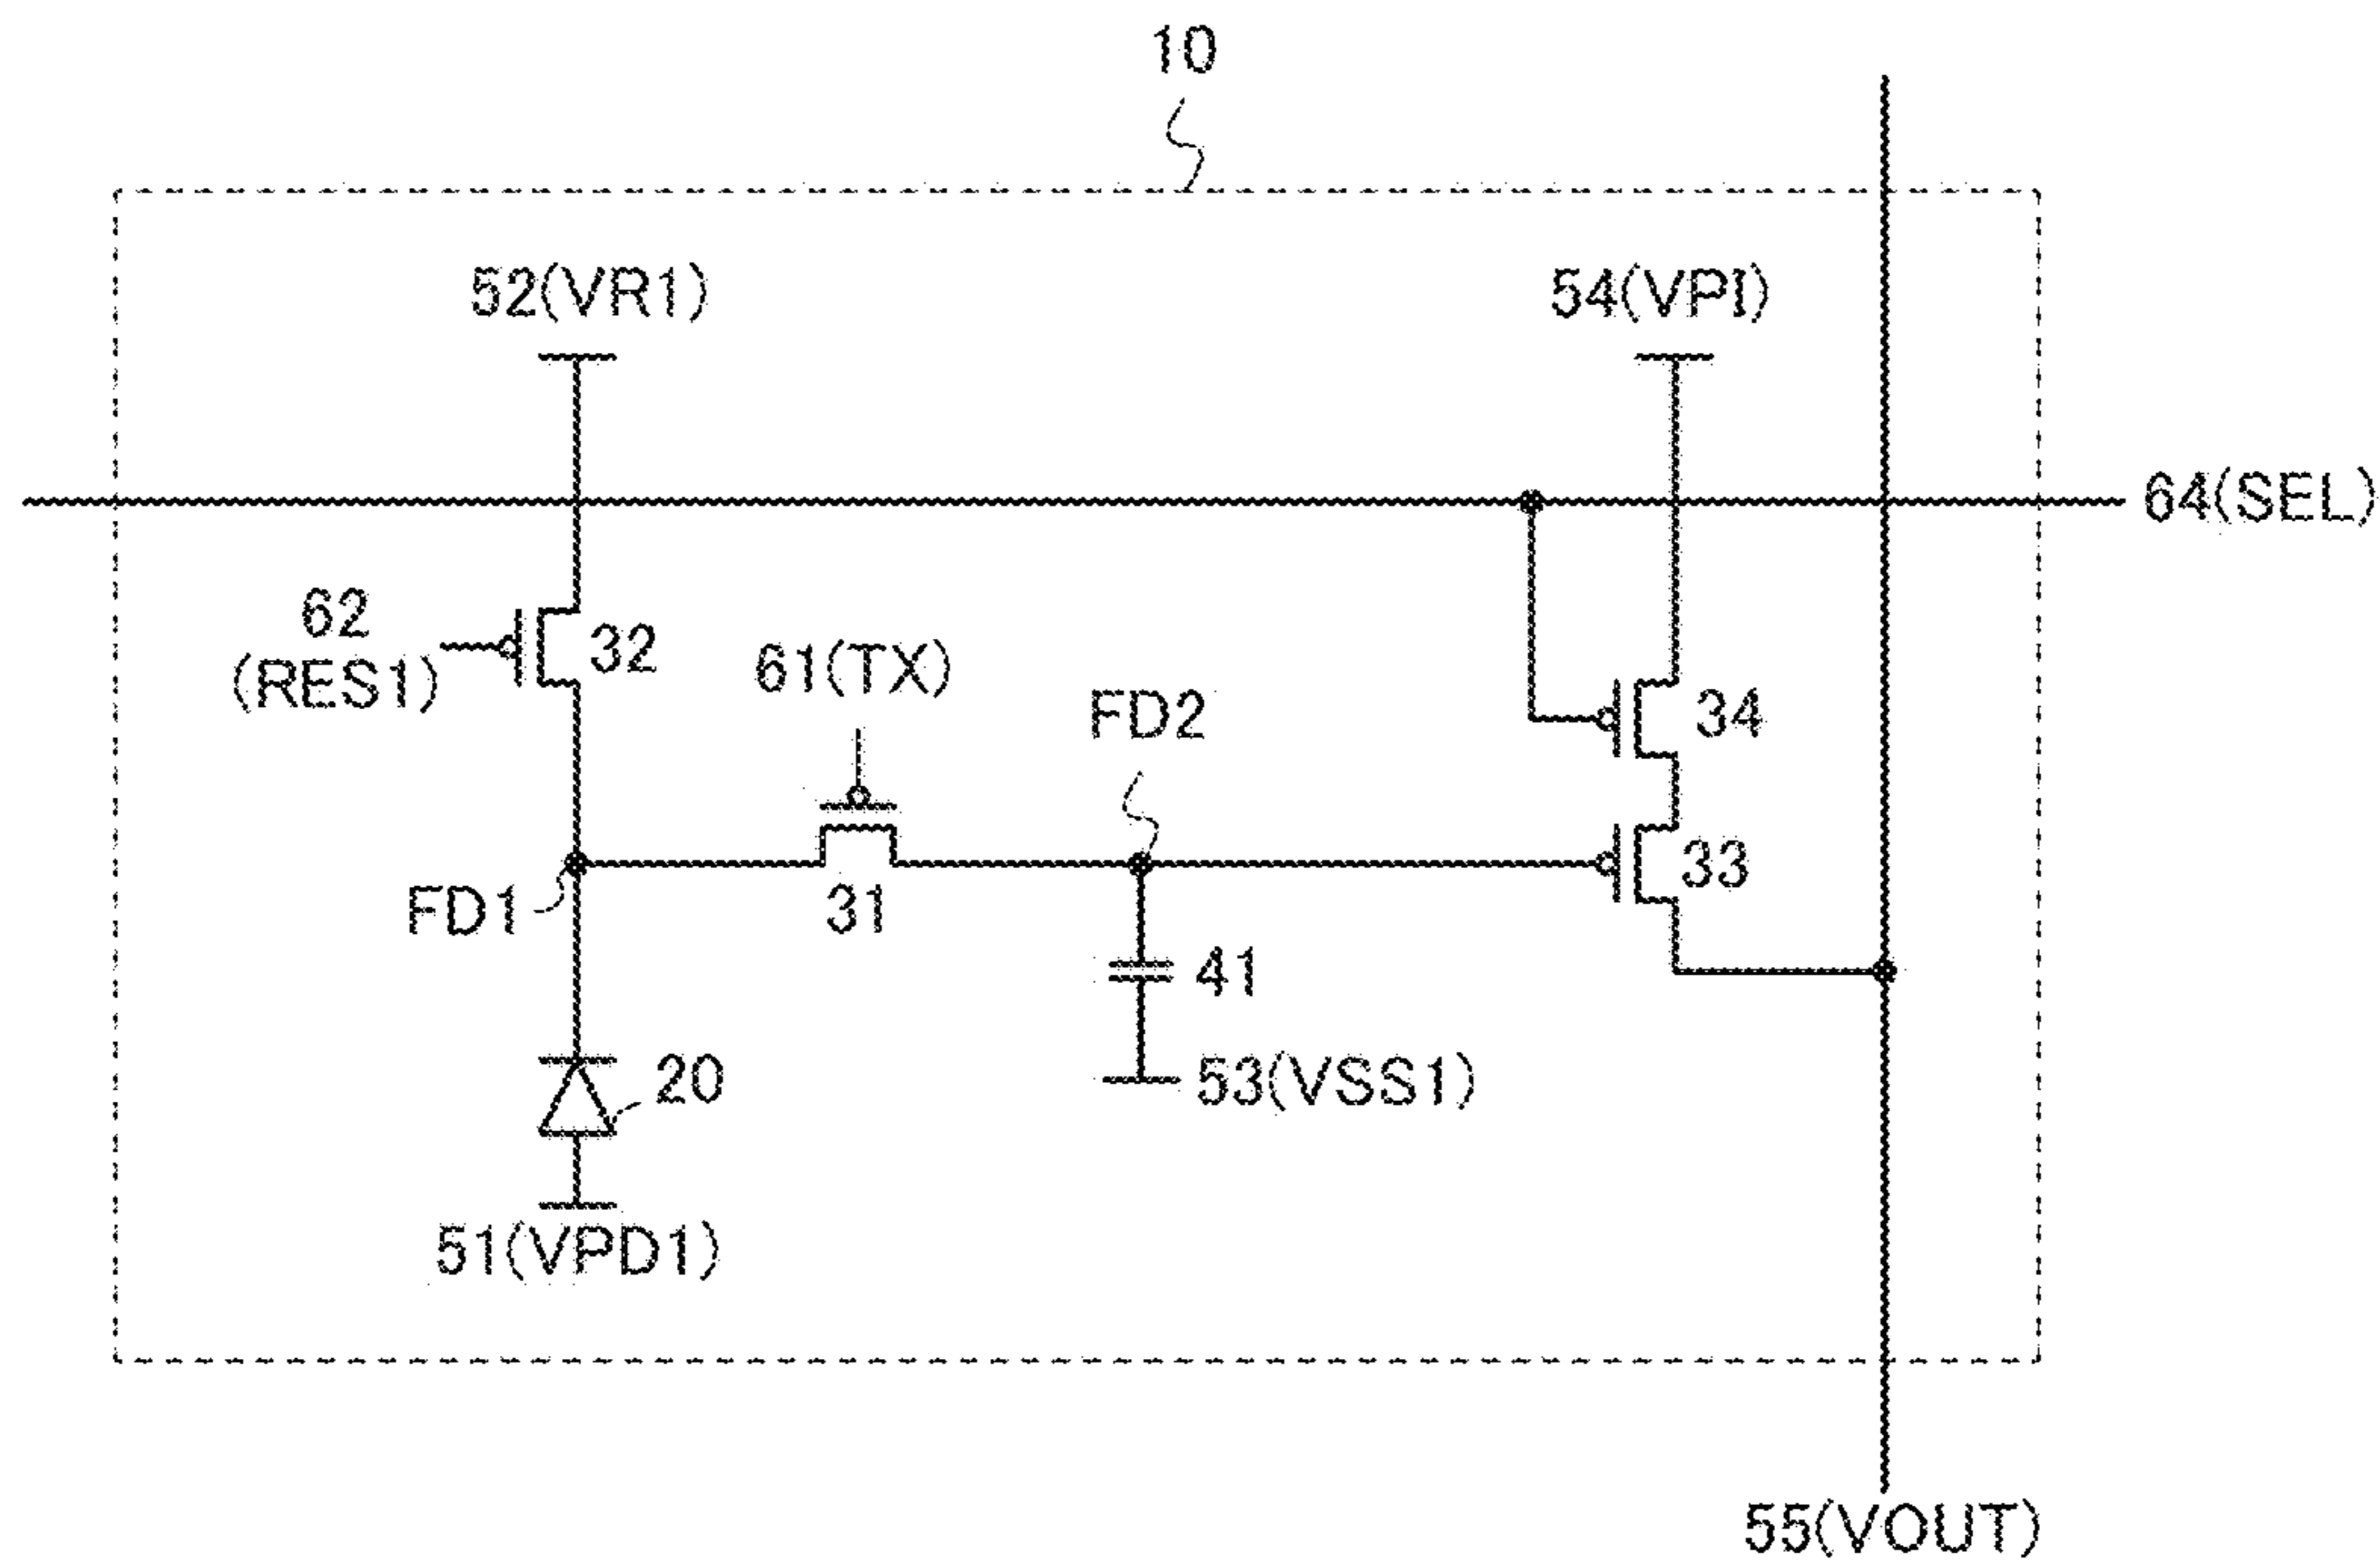 10
52(VR1)
54(VPI)
64(SEL)
62
(RES1)
32
61(TX)
FD2
34
33
FD1
31
41
20
53(VSS1)
51(VPD1)
55(VOUT)